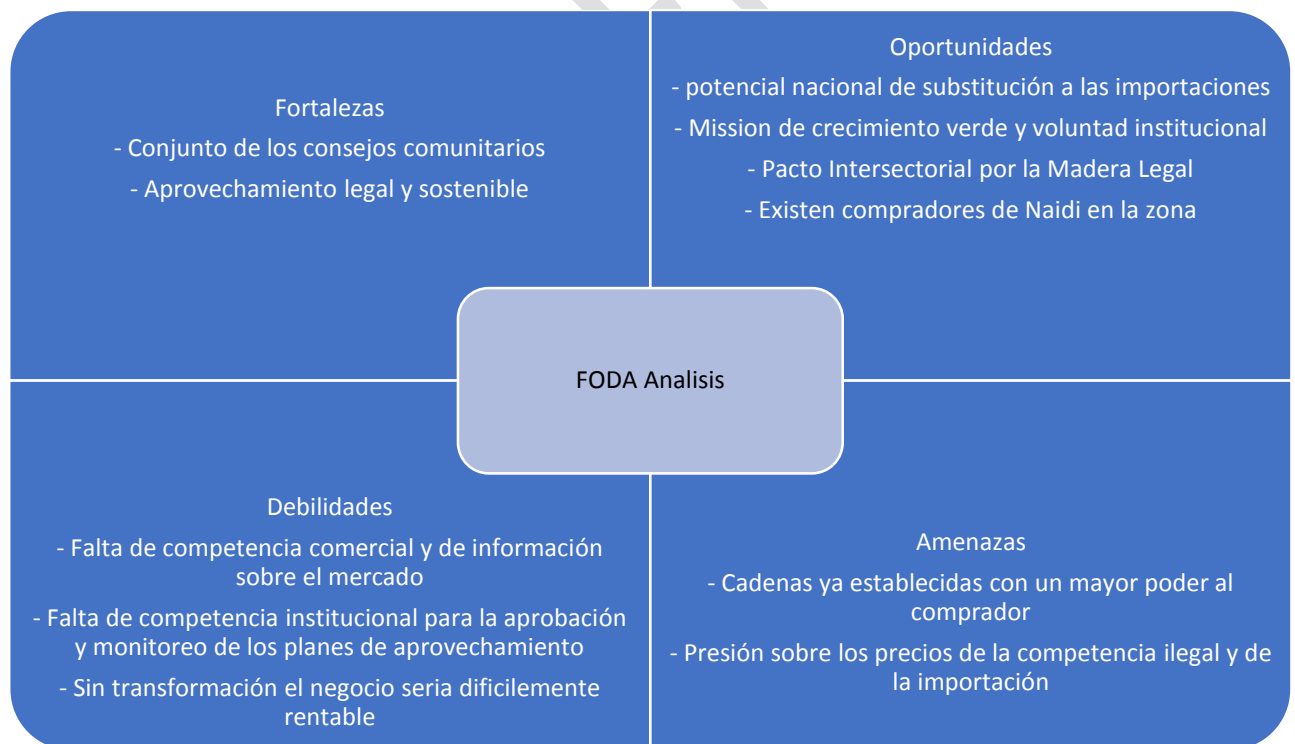 Fortalezas
- Conjunto de los consejos comunitarios
- Aprovechamiento legal y sostenible
Oportunidades
- potencial nacional de substitución a las importaciones
- Mission de crecimiento verde y voluntad institucional
- Pacto Intersectorial por la Madera Legal
- Existen compradores de Naidi en la zona
FODA Analisis
Debilidades
- Falta de competencia comercial y de información
sobre el mercado
- Falta de competencia institucional para la aprobación
y monitoreo de los planes de aprovechamiento
- Sin transformación el negocio seria dificilemente
rentable
Amenazas
- Cadenas ya establecidas con un mayor poder al
comprador
- Presión sobre los precios de la competencia ilegal y de
la importación